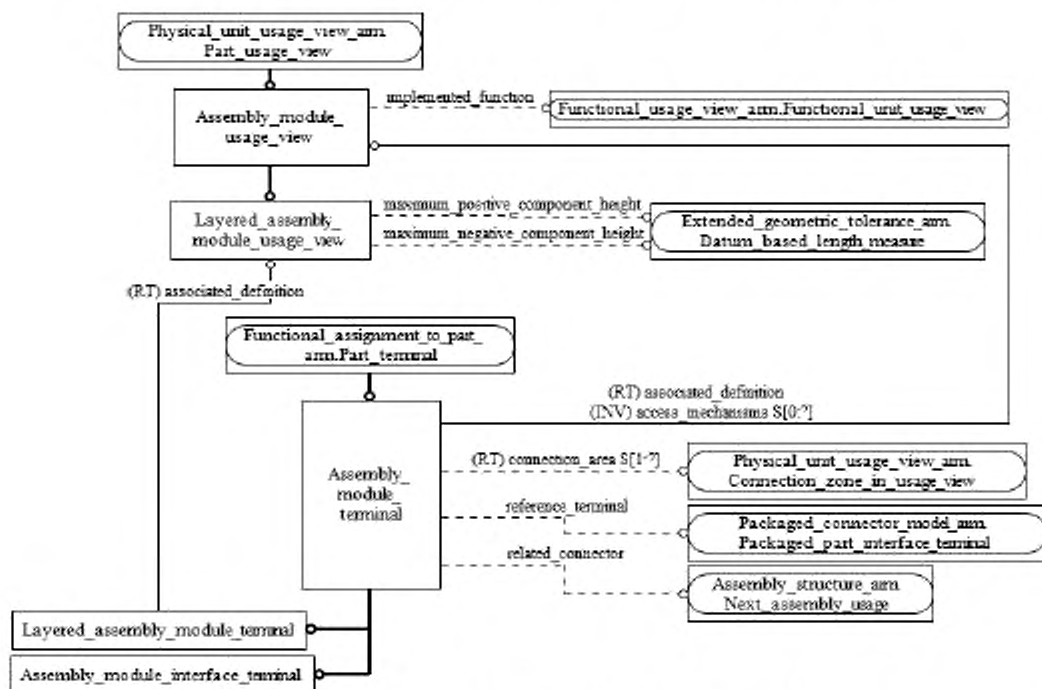 Physical_unit_usage_view_arm.
Part_usage_view
Assembly_module_
usage_view
implemented_function
Functional_usage_view_arm.Functional_unit_usage_view
Layered_assembly_
module_usage_view
maximum_positive_component_height
maximum_negative_component_height
Extended_geometric_tolerance_arm.
Datum_based_length_measure
(RT) associated_definition
Functional_assignment_to_part_
arm.Part_terminal
(RT) associated_definition
(INV) access_mechanisms S[0:?]
Assembly_
module_
terminal
(RT) connection_area S[1:?]
Physical_unit_usage_view_arm.
Connection_zone_in_usage_view
reference_terminal
Packaged_connector_model_arm.
Packaged_part_interface_terminal
related_connector
Assembly_structure_arm.
Next_assembly_usage
Layered_assembly_module_terminal
Assembly_module_interface_terminal